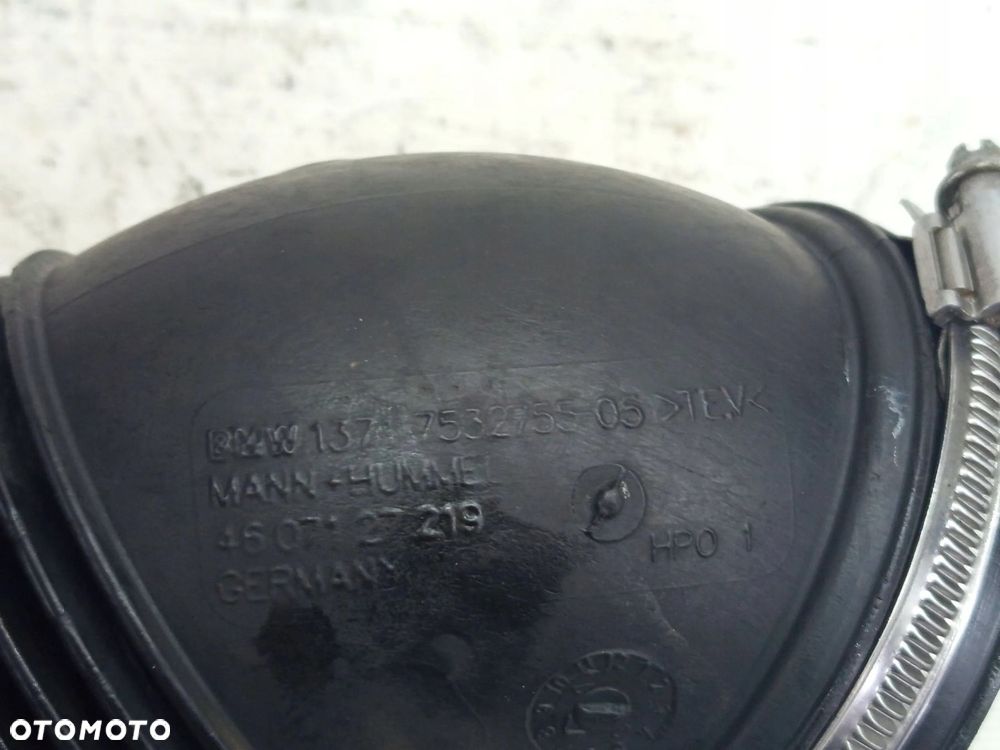 BMW 1371 7532755-05 >TEV<
MANN+HUMMEL
46 071 27 219
GERMANY
HPO 1
OTOMOTO